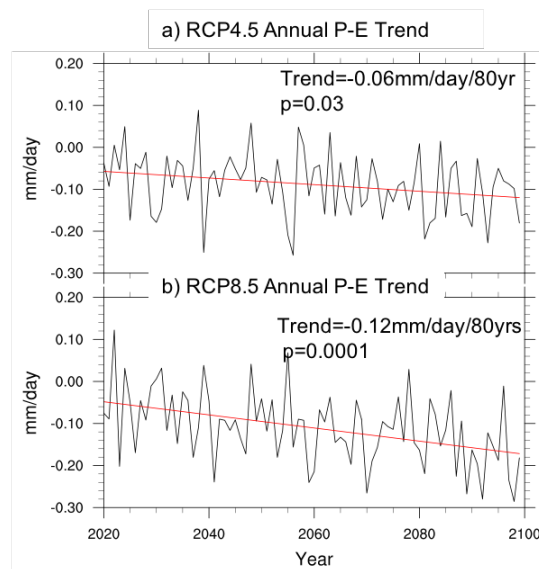 a) RCP4.5 Annual P-E Trend
0.20
Trend=-0.06mm/day/80yr
p=0.03
0.10
0.00
mm/day
-0.10
-0.20
-0.30
b) RCP8.5 Annual P-E Trend
0.20
Trend=-0.12mm/day/80yrs
p=0.0001
0.10
0.00
mm/day
-0.10
-0.20
-0.30
2020 2040 2060 2080 2100
Year